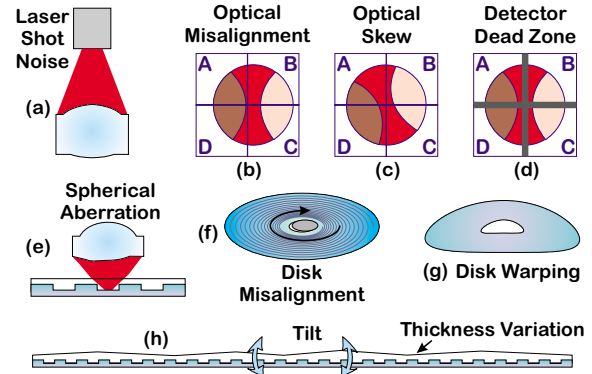 Laser
Shot
Noise
(a)
Optical
Misalignment
A B
D C
(b)
Optical
Skew
A B
D C
(c)
Detector
Dead Zone
A B
D C
(d)
Spherical
Aberration
(e)
(f)
Disk
Misalignment
(g) Disk Warping
(h)
Tilt
Thickness Variation